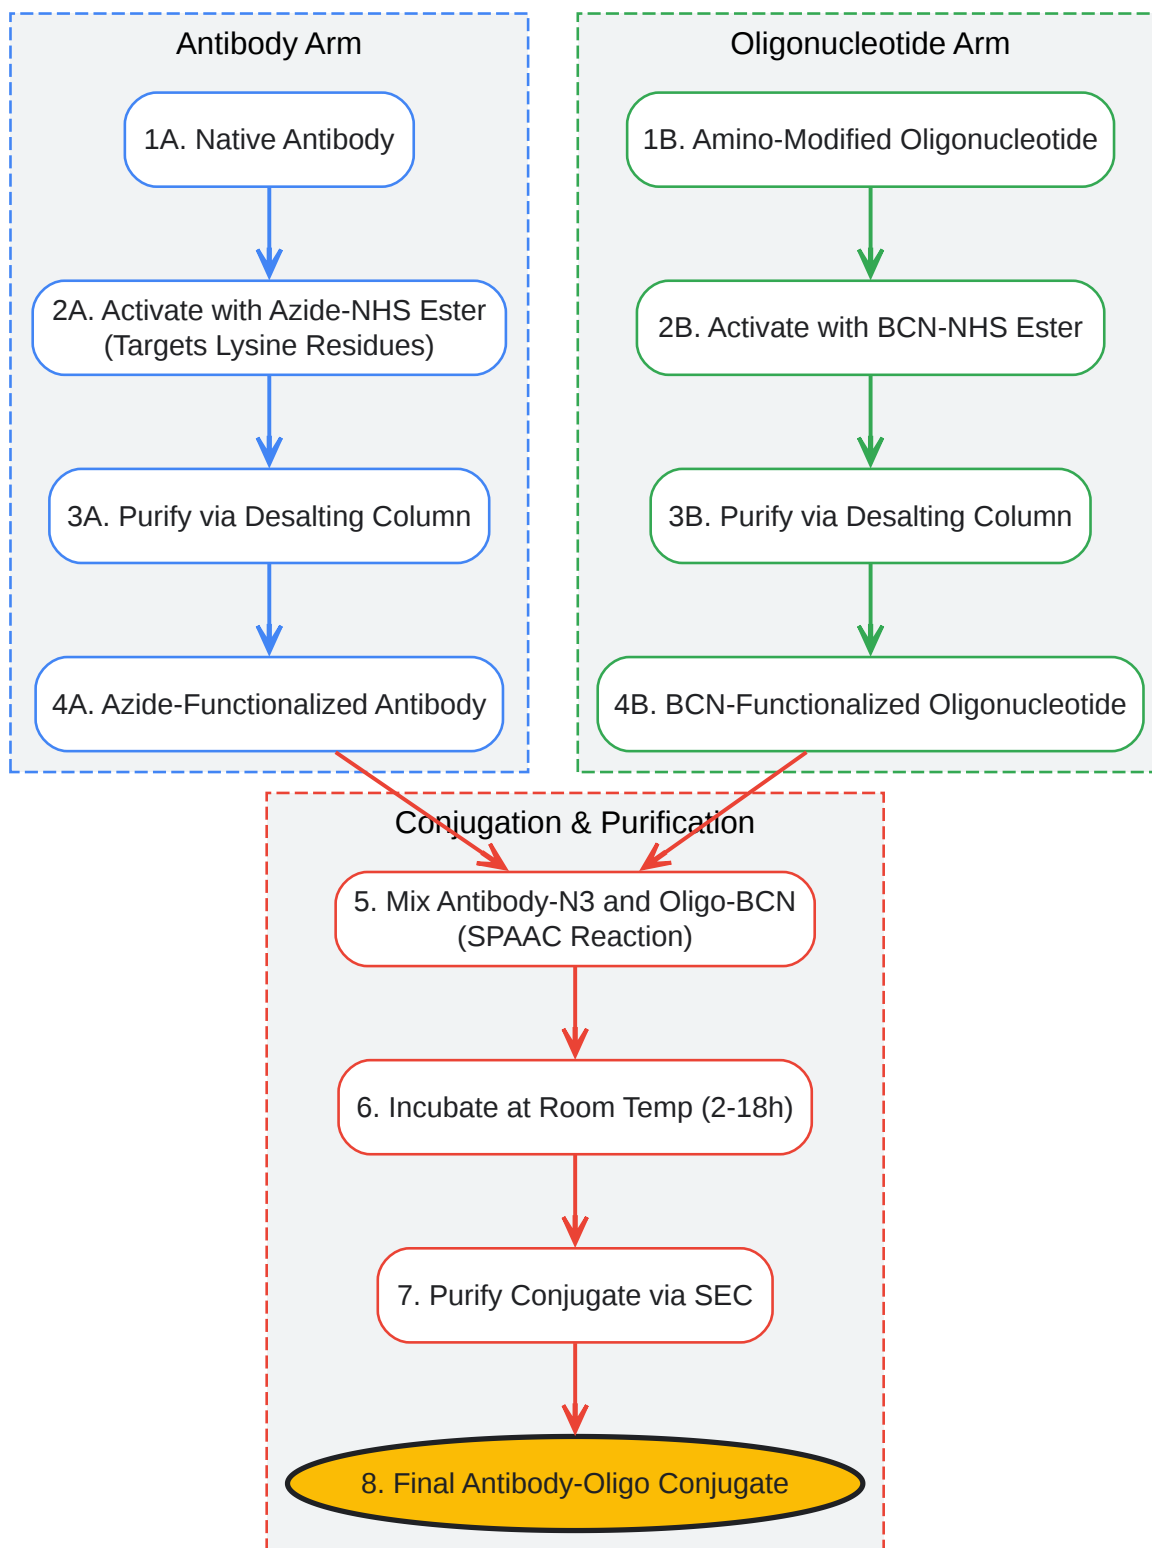 Antibody Arm
1A. Native Antibody
2A. Activate with Azide-NHS Ester
(Targets Lysine Residues)
3A. Purify via Desalting Column
4A. Azide-Functionalized Antibody
Oligonucleotide Arm
1B. Amino-Modified Oligonucleotide
2B. Activate with BCN-NHS Ester
3B. Purify via Desalting Column
4B. BCN-Functionalized Oligonucleotide
Conjugation & Purification
5. Mix Antibody-N3 and Oligo-BCN
(SPAAC Reaction)
6. Incubate at Room Temp (2-18h)
7. Purify Conjugate via SEC
8. Final Antibody-Oligo Conjugate